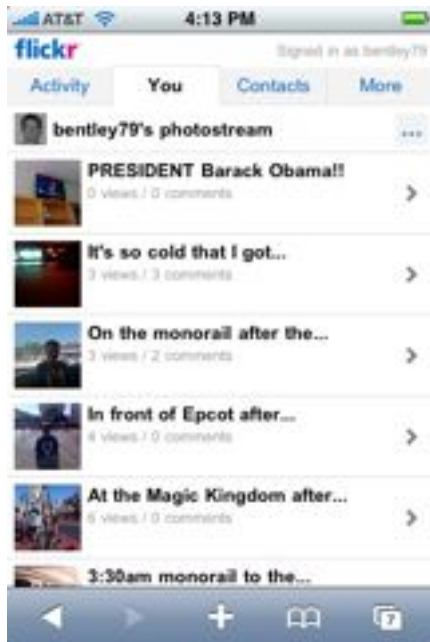 AT&T 4:13 PM
flickr Signed in as bentley79
Activity You Contacts More
bentley79's photostream
PRESIDENT Barack Obama!!
0 views / 0 comments
It's so cold that I got...
3 views / 3 comments
On the monorail after the...
3 views / 2 comments
In front of Epcot after...
4 views / 0 comments
At the Magic Kingdom after...
6 views / 0 comments
3:30am monorail to the...
7